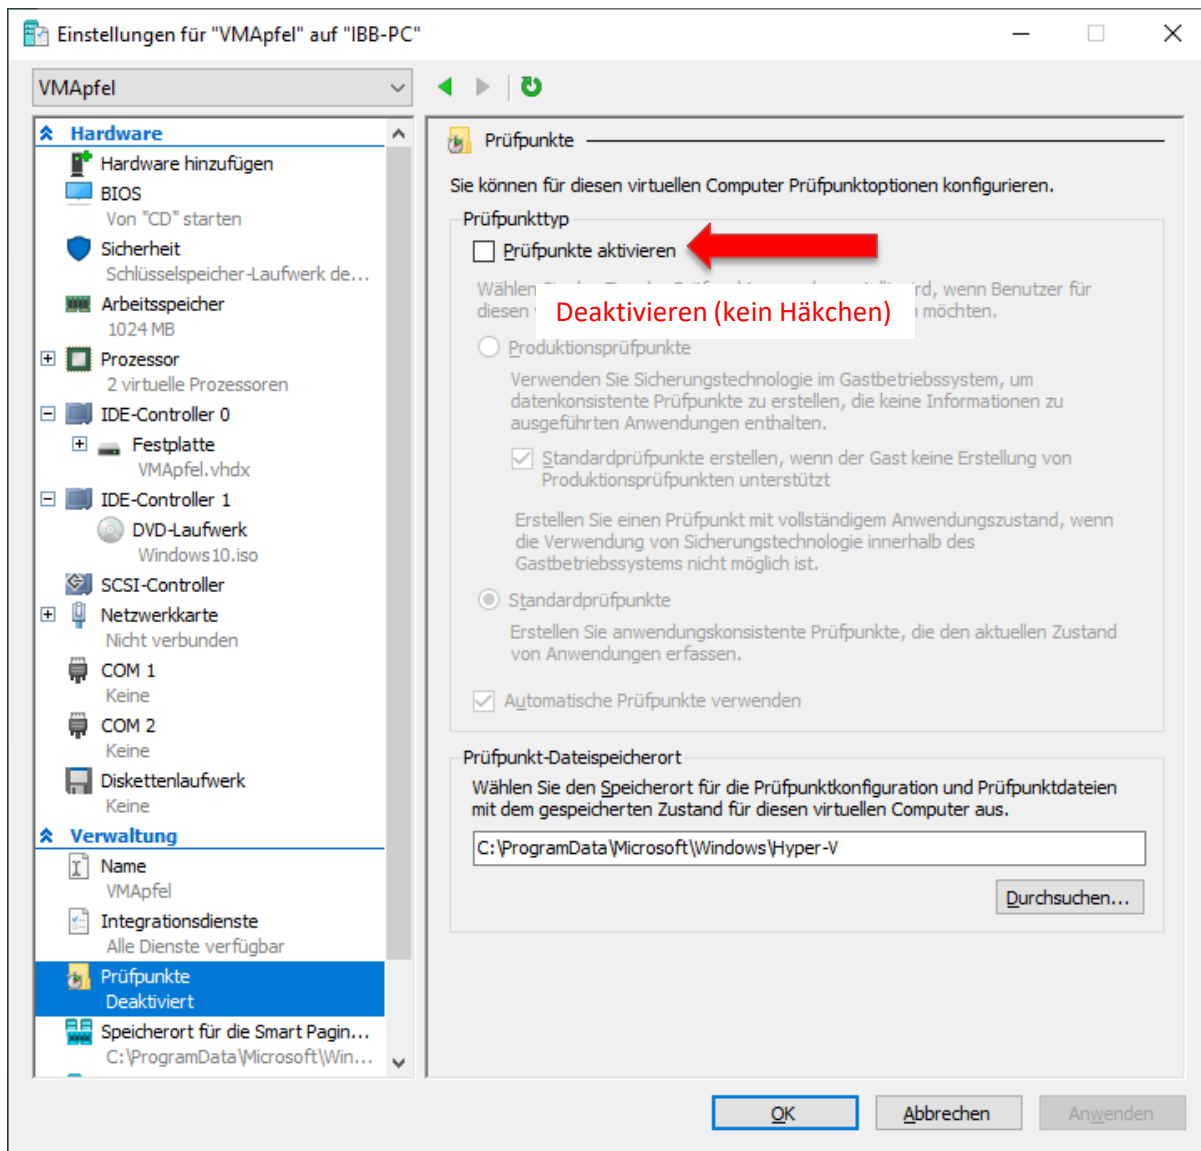 Einstellungen für "VMApfel" auf "IBB-PC"
VMApfel
Hardware
Hardware hinzufügen
BIOS
Von "CD" starten
Sicherheit
Schlüsselspeicher-Laufwerk de...
Arbeitsspeicher
1024 MB
Prozessor
2 virtuelle Prozessoren
IDE-Controller 0
Festplatte
VMApfel.vhdx
IDE-Controller 1
DVD-Laufwerk
Windows10.iso
SCSI-Controller
Netzwerkkarte
Nicht verbunden
COM 1
Keine
COM 2
Keine
Diskettenlaufwerk
Keine
Verwaltung
Name
VMApfel
Integrationsdienste
Alle Dienste verfügbar
Prüfpunkte
Deaktiviert
Speicherort für die Smart Pagin...
C:\ProgramData\Microsoft\Win...
Prüfpunkte
Sie können für diesen virtuellen Computer Prüfpunktoptionen konfigurieren.
Prüfpunkttyp
Prüfpunkte aktivieren
Wählen wenn Benutzer für
diesen möchten.
Deaktivieren (kein Häkchen)
Produktionsprüfpunkte
Verwenden Sie Sicherungstechnologie im Gastbetriebssystem, um
datenkonsistente Prüfpunkte zu erstellen, die keine Informationen zu
ausgeführten Anwendungen enthalten.
Standardprüfpunkte erstellen, wenn der Gast keine Erstellung von
Produktionsprüfpunkten unterstützt
Erstellen Sie einen Prüfpunkt mit vollständigem Anwendungszustand, wenn
die Verwendung von Sicherungstechnologie innerhalb des
Gastbetriebssystems nicht möglich ist.
Standardprüfpunkte
Erstellen Sie anwendungskonsistente Prüfpunkte, die den aktuellen Zustand
von Anwendungen erfassen.
Automatische Prüfpunkte verwenden
Prüfpunkt-Dateispeicherort
Wählen Sie den Speicherort für die Prüfpunktkonfiguration und Prüfpunktdateien
mit dem gespeicherten Zustand für diesen virtuellen Computer aus.
C:\ProgramData\Microsoft\Windows\Hyper-V
Durchsuchen...
OK
Abbrechen
Anwenden